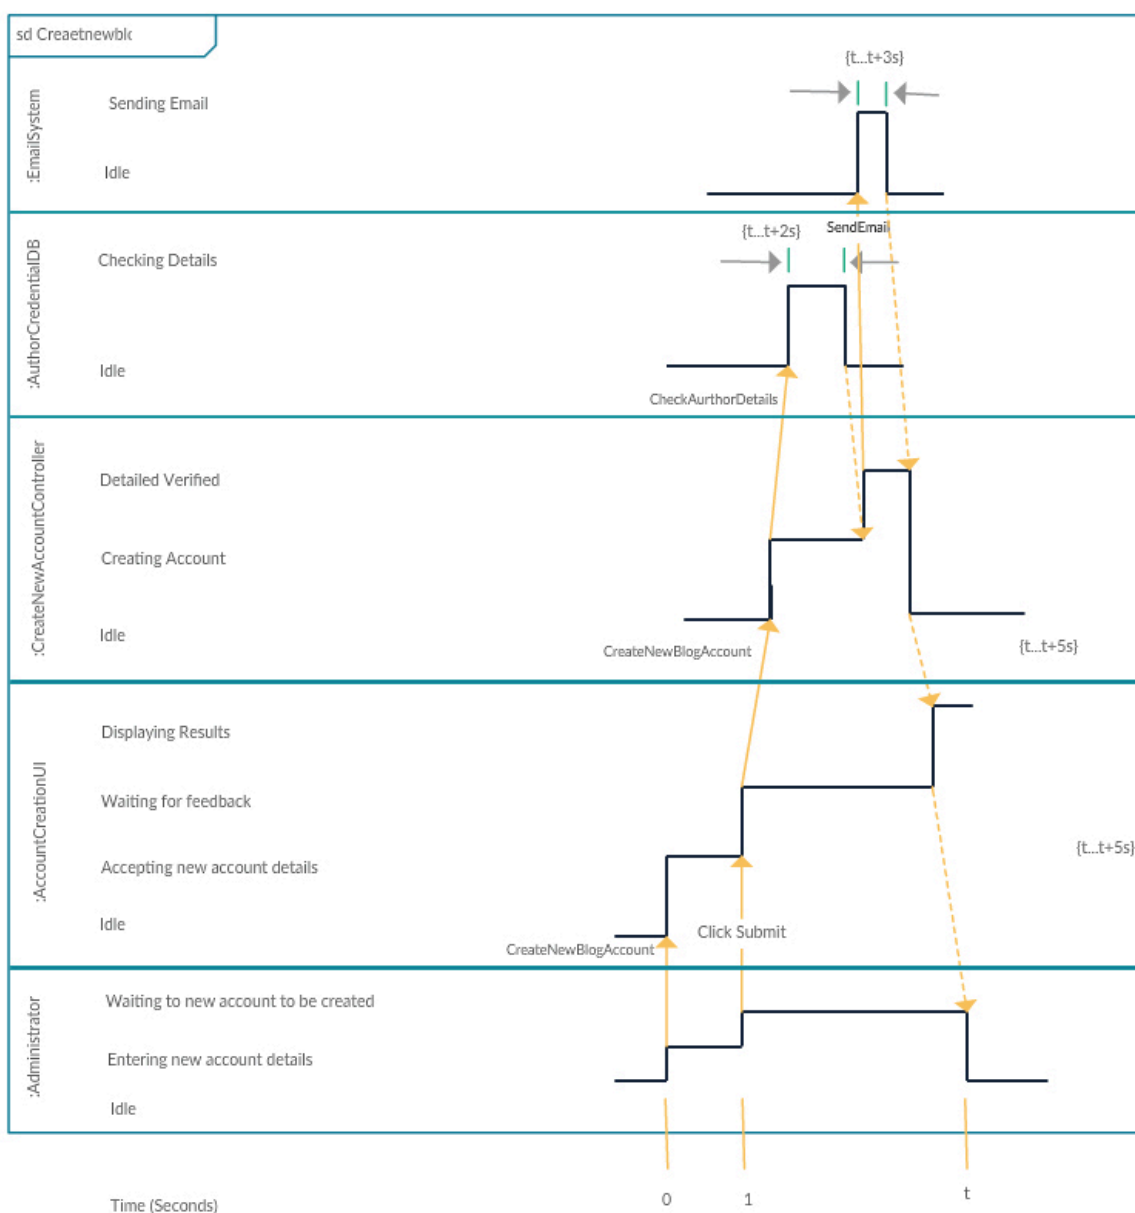 sd Creaetnewblc
{t...t+3s}
Sending Email
:EmailSystem
Idle
{t...t+2s}
SendEmail
Checking Details
:AuthorCredentialDB
Idle
CheckAurthorDetails
:CreateNewAccountController
Detailed Verified
Creating Account
Idle
CreateNewBlogAccount
{t...t+5s}
Displaying Results
:AccountCreationUI
Waiting for feedback
Accepting new account details
{t...t+5s}
Idle
Click Submit
CreateNewBlogAccount
Waiting to new account to be created
:Administrator
Entering new account details
Idle
Time (Seconds)
0
1
t